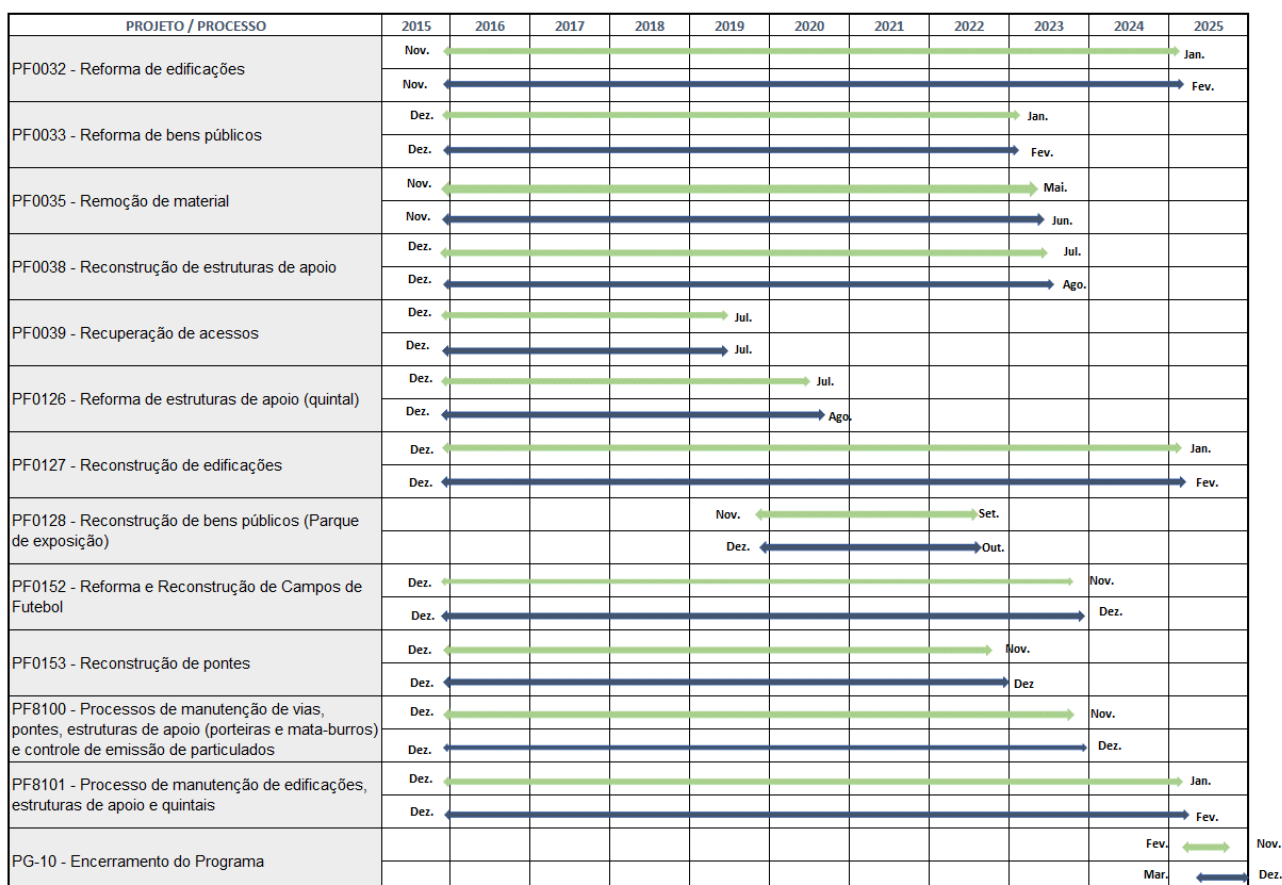 PROJETO / PROCESSO 2015 2016 2017 2018 2019 2020 2021 2022 2023 2024 2025
Nov. Jan.
PF0032 - Reforma de edificações
Nov. Fev.
Dez. Jan.
PF0033 - Reforma de bens públicos
Dez. Fev.
Nov. Mai.
PF0035 - Remoção de material
Nov. Jun.
Dez. Jul.
PF0038 - Reconstrução de estruturas de apoio
Dez. Ago.
Dez. Jul.
PF0039 - Recuperação de acessos
Dez. Jul.
Dez. Jul.
PF0126 - Reforma de estruturas de apoio (quintal)
Dez. Ago.
Dez. Jan.
PF0127 - Reconstrução de edificações
Dez. Fev.
Nov. Set.
PF0128 - Reconstrução de bens públicos (Parque
de exposição)
Dez. Out.
Dez. Nov.
PF0152 - Reforma e Reconstrução de Campos de
Futebol
Dez. Dez.
Dez. Nov.
PF0153 - Reconstrução de pontes
Dez. Dez
PF8100 - Processos de manutenção de vias,
Dez. Nov.
pontes, estruturas de apoio (porteiras e mata-burros)
e controle de emissão de particulados
Dez. Dez.
Dez. Jan.
PF8101 - Processo de manutenção de edificações,
estruturas de apoio e quintais
Dez. Fev.
Fev. Nov.
PG-10 - Encerramento do Programa
Mar. Dez.